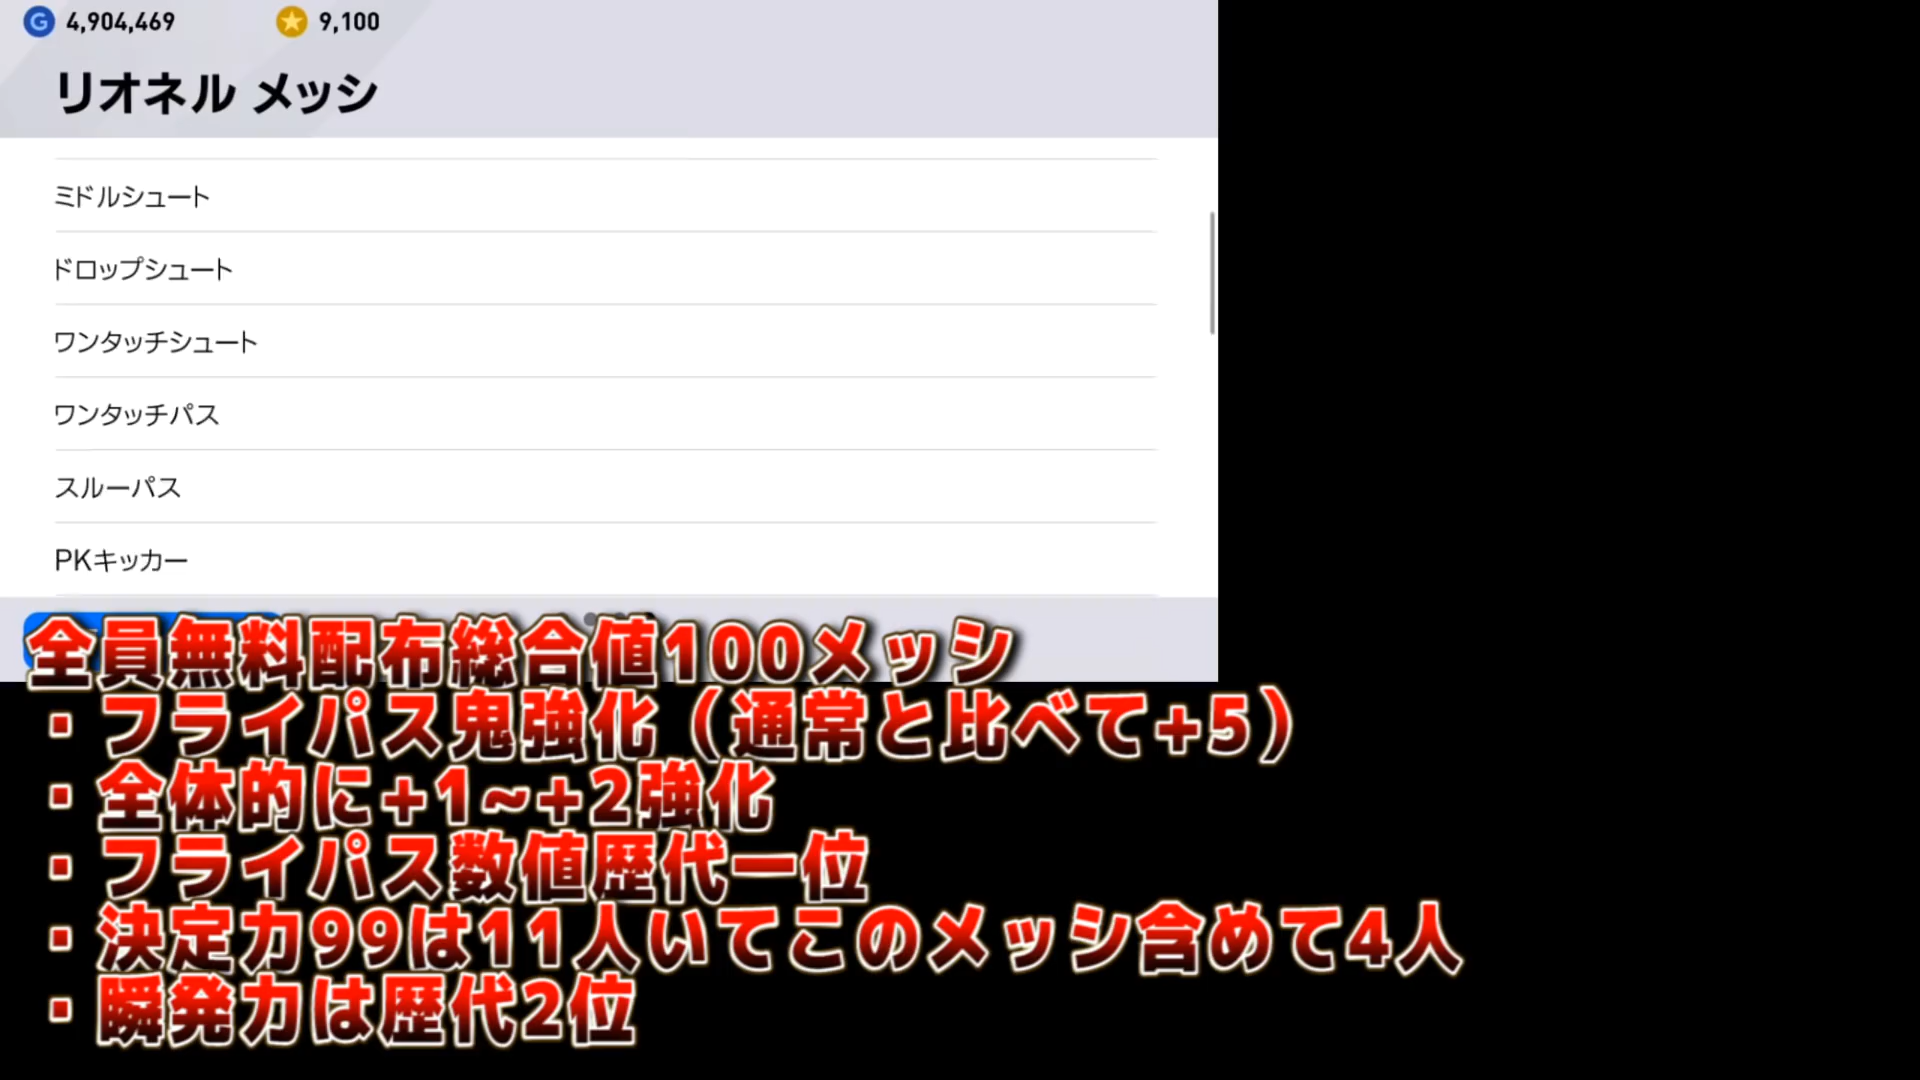 G 4,904,469 9,100
リオネル メッシ
ミドルシュート
ドロップシュート
ワンタッチシュート
ワンタッチパス
スルーパス
PKキッカー
全員無料配布総合値100メッシ
・フライパス鬼強化（通常と比べて+5）
・全体的に+1~+2強化
・フライパス数値歴代一位
・決定力99は11人いてこのメッシ含めて4人
・瞬発力は歴代2位